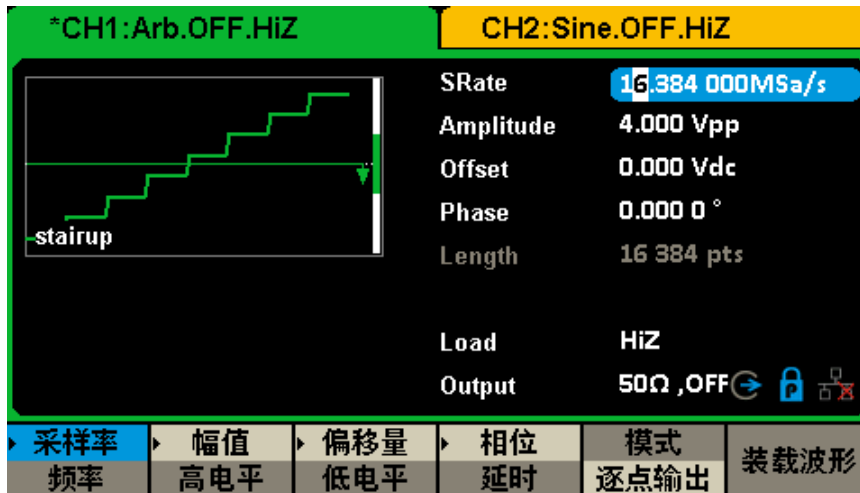 *CH1:Arb.OFF.HiZ
CH2:Sine.OFF.HiZ
SRate 16.384 000MSa/s
Amplitude 4.000 Vpp
Offset 0.000 Vdc
Phase 0.000 0 °
stairup
Length 16 384 pts
Load HiZ
Output 50Ω ,OFF
P
采样率 幅值 偏移量 相位 模式 装载波形
频率 高电平 低电平 延时 逐点输出